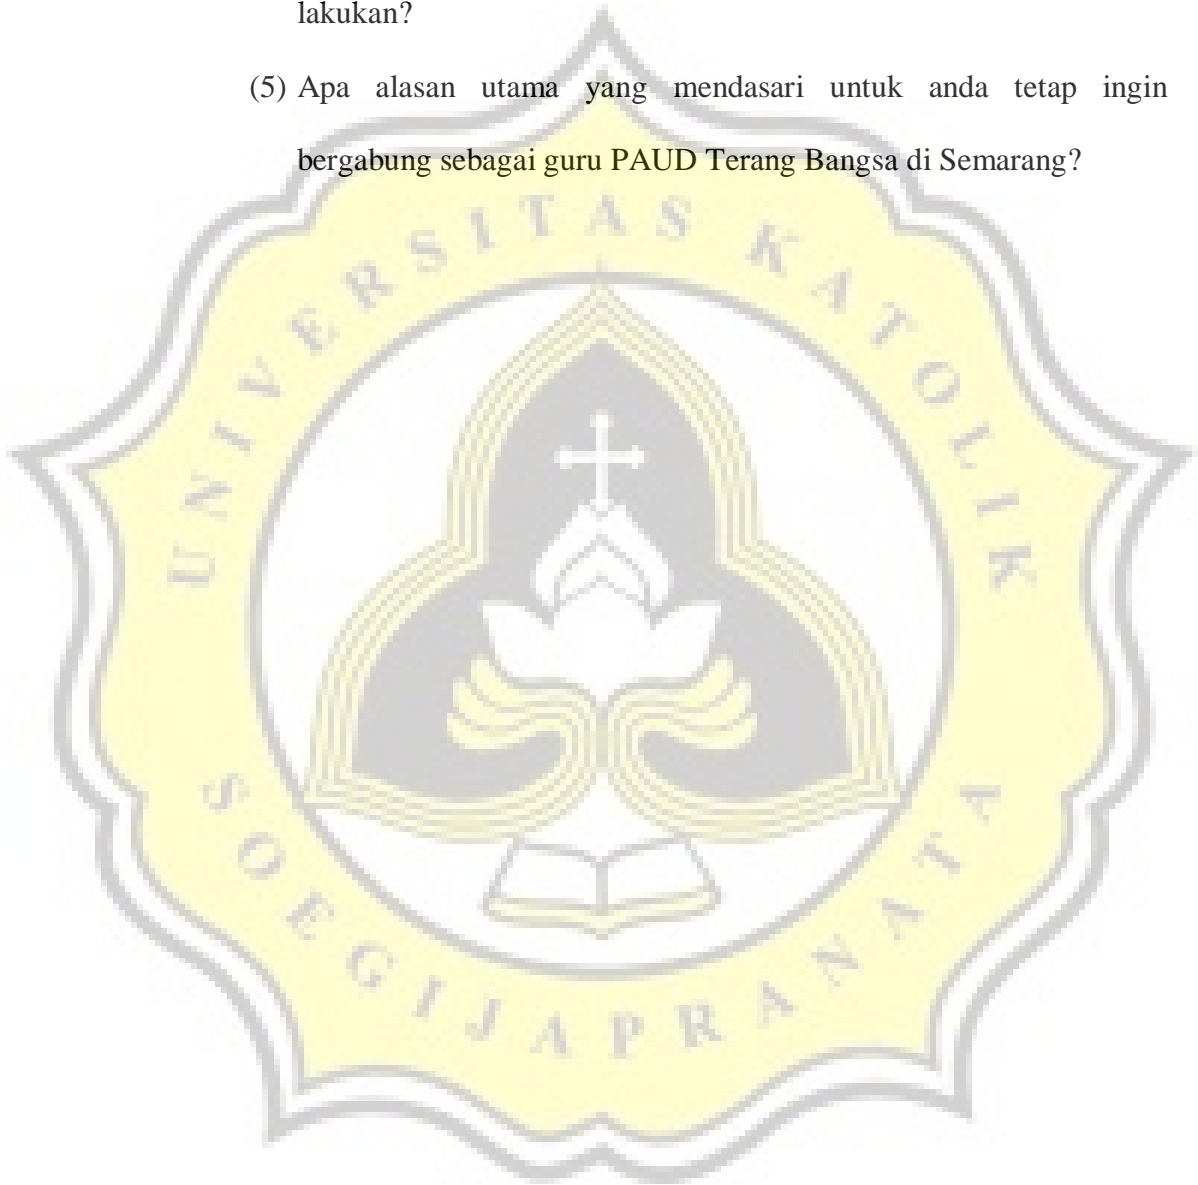 lakukan?
(5) Apa alasan utama yang mendasari untuk anda tetap ingin
bergabung sebagai guru PAUD Terang Bangsa di Semarang?
UNIVERSITAS KATOLIK
SOEGIJAPRANATA